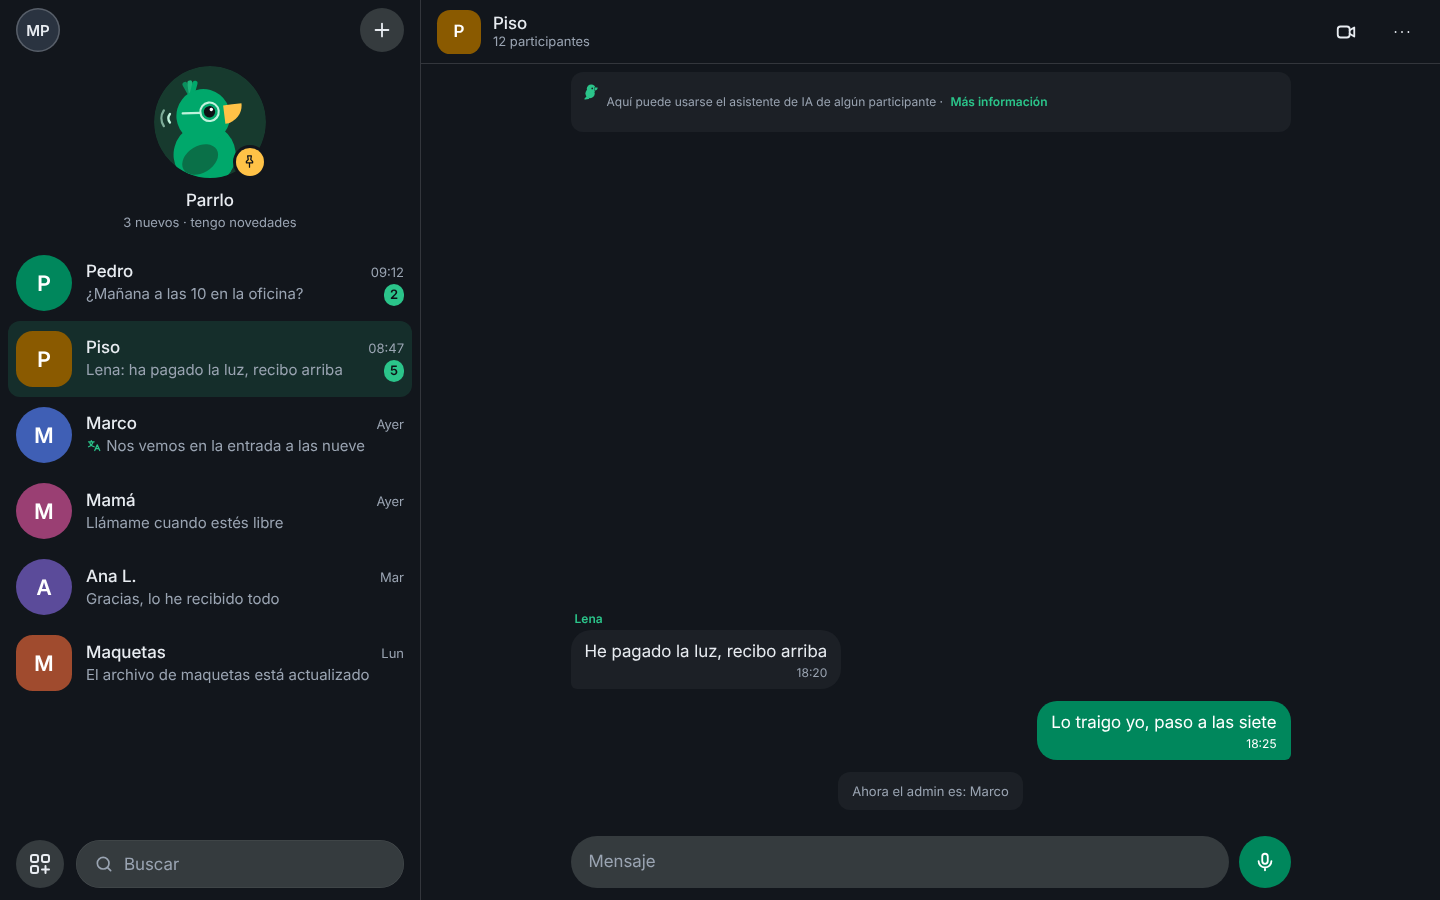 MP
Parrlo
3 nuevos · tengo novedades
P
Pedro
09:12
¿Mañana a las 10 en la oficina?
2
P
Piso
08:47
Lena: ha pagado la luz, recibo arriba
5
M
Marco
Ayer
Nos vemos en la entrada a las nueve
M
Mamá
Ayer
Llámame cuando estés libre
A
Ana L.
Mar
Gracias, lo he recibido todo
M
Maquetas
Lun
El archivo de maquetas está actualizado
Buscar
P
Piso
12 participantes
Aquí puede usarse el asistente de IA de algún participante · Más información
Lena
He pagado la luz, recibo arriba
18:20
Lo traigo yo, paso a las siete
18:25
Ahora el admin es: Marco
Mensaje